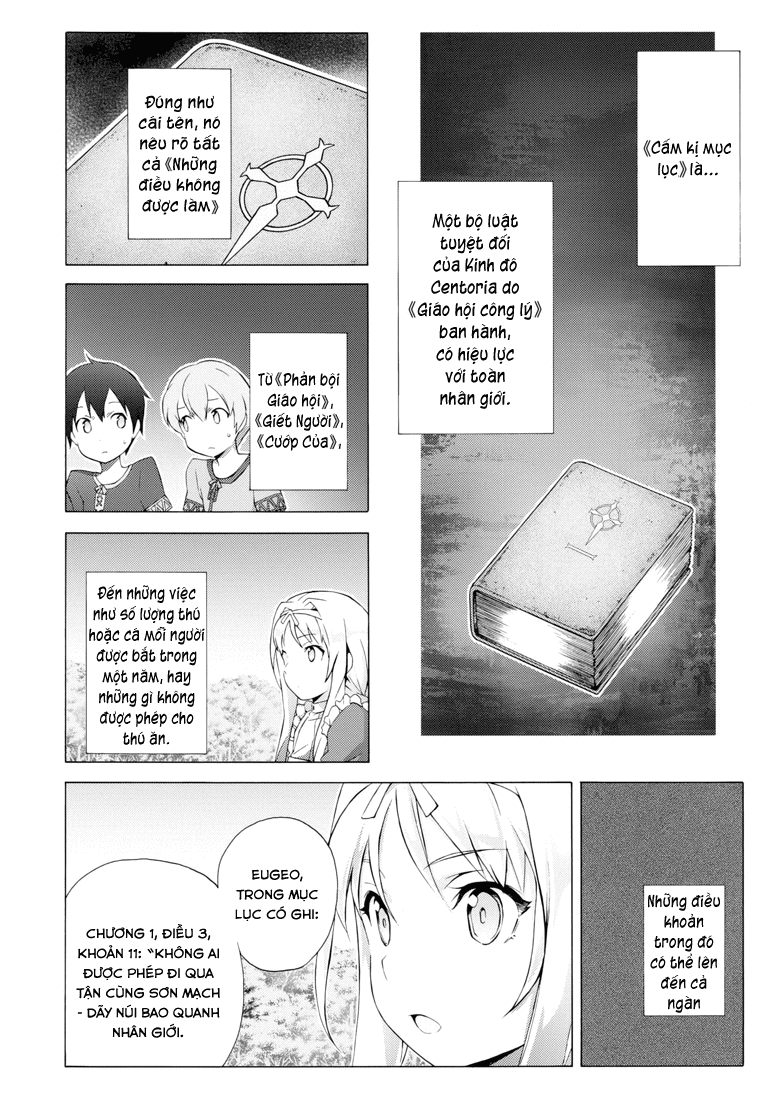 《Cấm kị mục
lục》là...
Một bộ luật
tuyệt đối
của Kinh đô
Centoria do
《Giáo hội công lý》
ban hành,
có hiệu lực
với toàn
nhân giới.
Đúng như
cái tên, nó
nêu rõ tất
cả《Những
điều không
được làm》
Từ《Phản bội
Giáo hội》,
《Giết Người》,
《Cướp Của》,
Đến những việc
như số lượng thú
hoặc cá mỗi người
được bắt trong
một năm, hay
những gì không
được phép cho
thú ăn.
Những điều
khoản
trong đó
có thể lên
đến cả
ngàn
EUGEO,
TRONG MỤC
LỤC CÓ GHI:
CHƯƠNG 1, ĐIỀU 3,
KHOẢN 11: “KHÔNG AI
ĐƯỢC PHÉP ĐI QUA
TẬN CÙNG SƠN MẠCH
- DÃY NÚI BAO QUANH
NHÂN GIỚI.